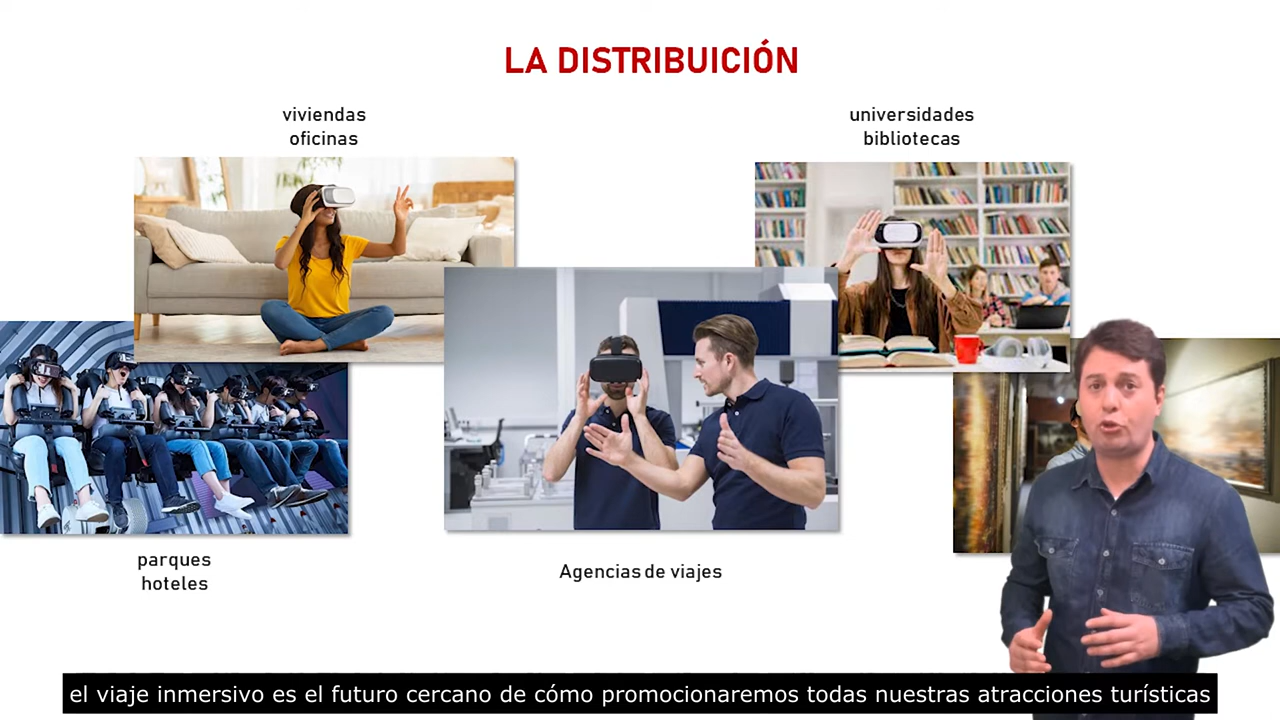 LA DISTRIBUICIÓN
viviendas
oficinas
universidades
bibliotecas
parques
hoteles
Agencias de viajes
el viaje inmersivo es el futuro cercano de cómo promocionaremos todas nuestras atracciones turísticas